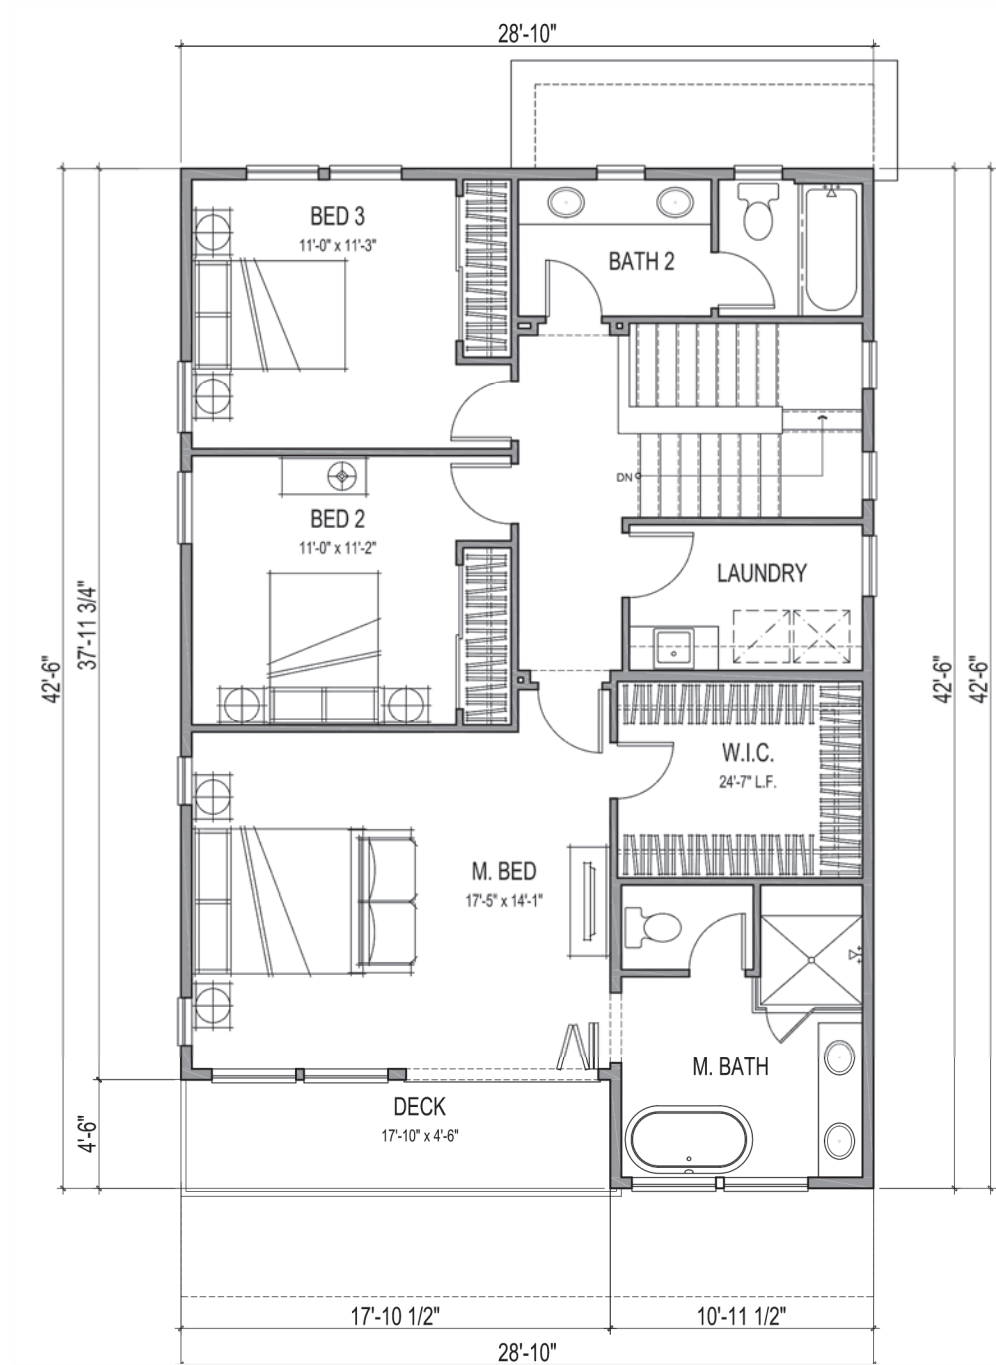 28'-10"
BED 3
11'-0" x 11'-3"
BATH 2
DN
BED 2
11'-0" x 11'-2"
LAUNDRY
37'-11 3/4"
42'-6"
42'-6"
42'-6"
W.I.C.
24'-7" L.F.
M. BED
17'-5" x 14'-1"
M. BATH
DECK
17'-10" x 4'-6"
4'-6"
17'-10 1/2"
10'-11 1/2"
28'-10"